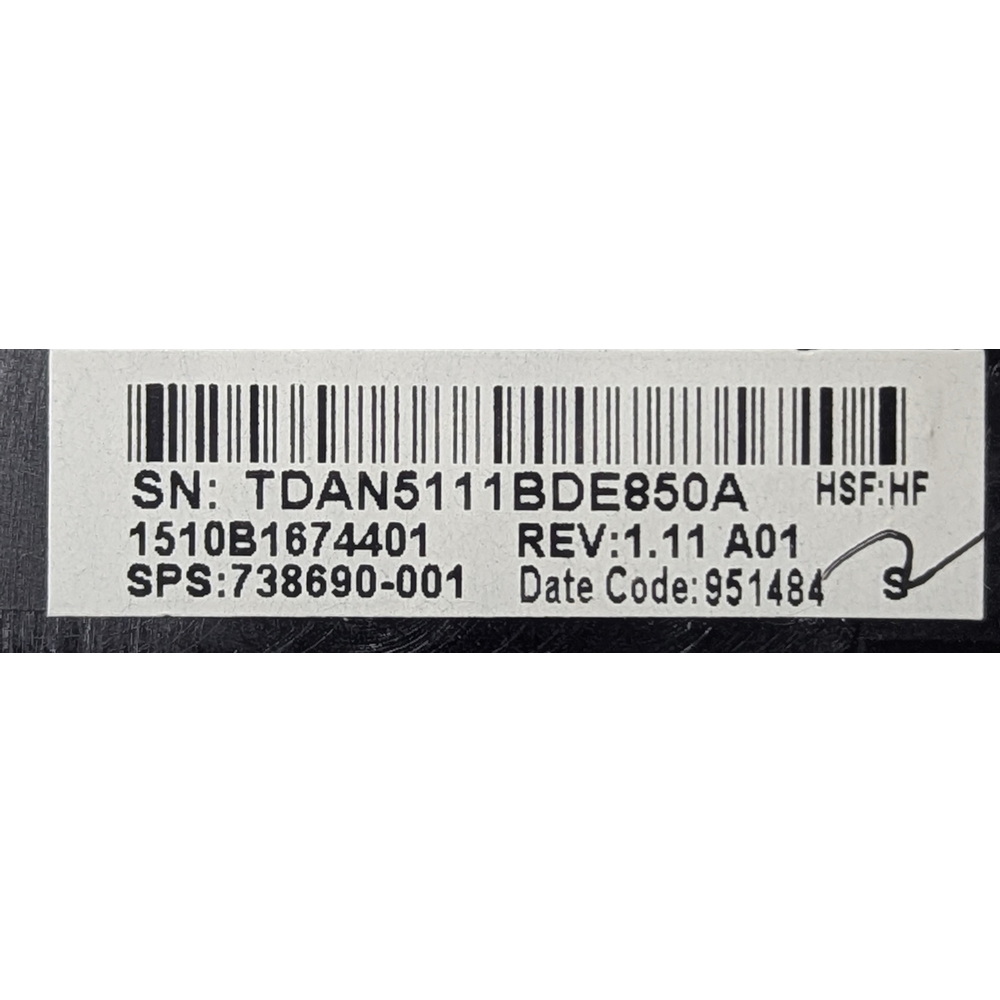 SN: TDAN5111BDE850A HSF:HF
1510B1674401 REV:1.11 A01
SPS:738690-001 Date Code:951484 S